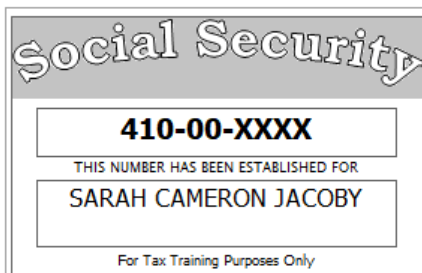 Social Security
410-00-XXXX
THIS NUMBER HAS BEEN ESTABLISHED FOR
SARAH CAMERON JACOBY
For Tax Training Purposes Only